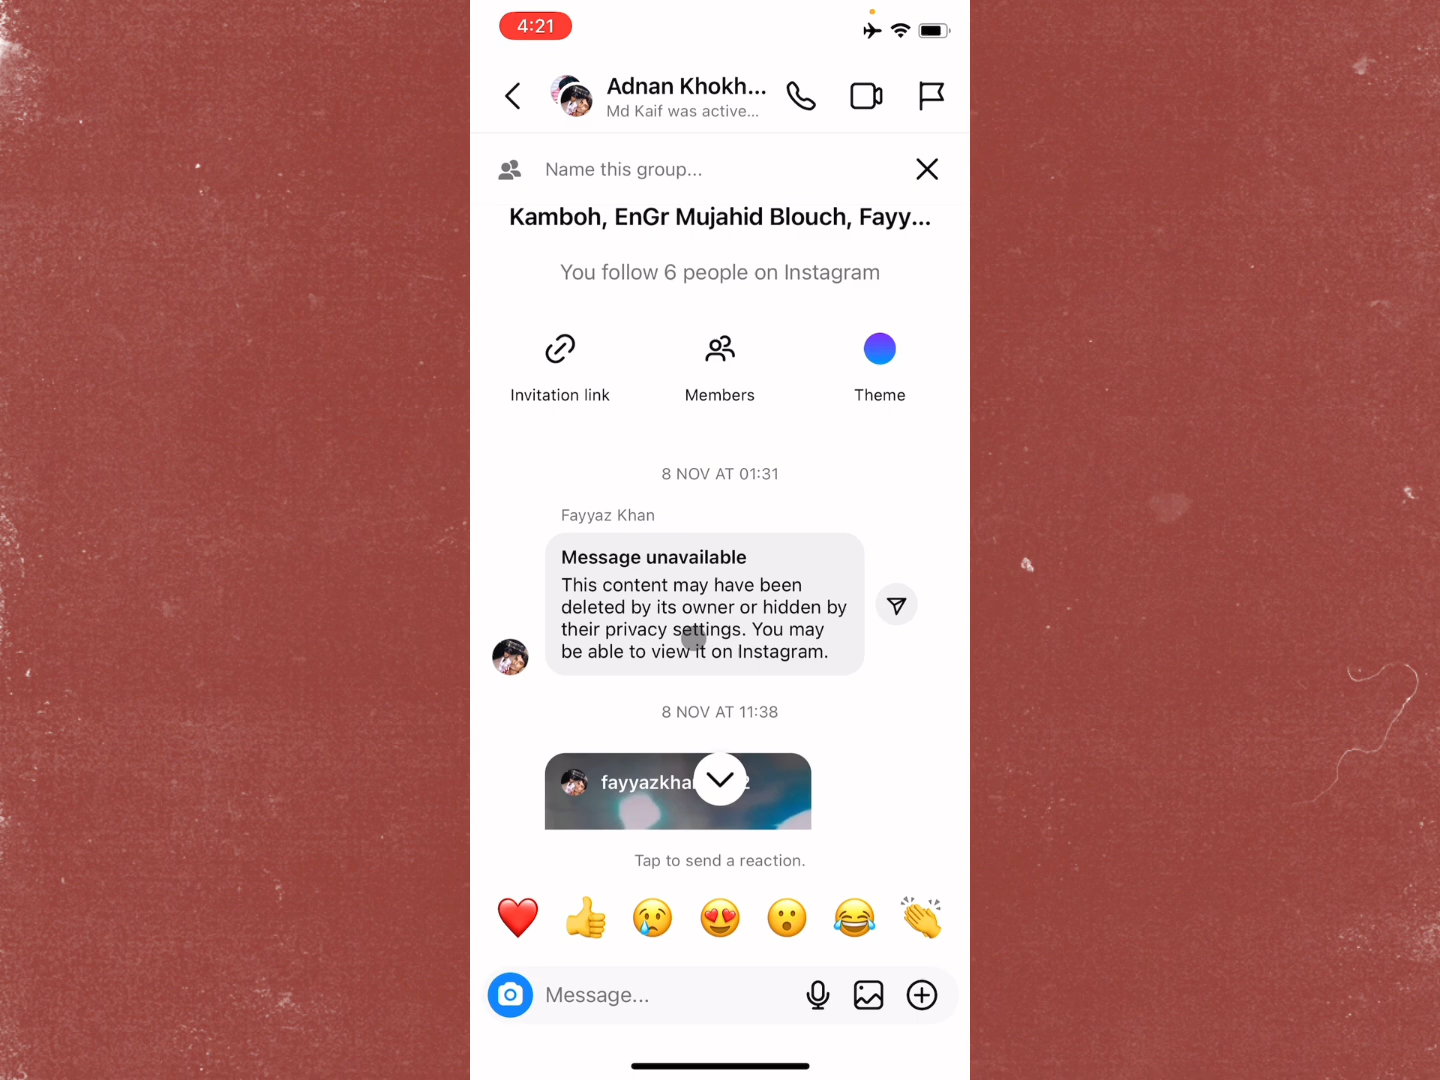 4:21
Adnan Khokh...
Md Kaif was active...
Name this group...
Kamboh, EnGr Mujahid Blouch, Fayy...
You follow 6 people on Instagram
Invitation link
Members
Theme
8 NOV AT 01:31
Fayyaz Khan
Message unavailable
This content may have been
deleted by its owner or hidden by
their privacy settings. You may
be able to view it on Instagram.
8 NOV AT 11:38
Tap to send a reaction.
Message...